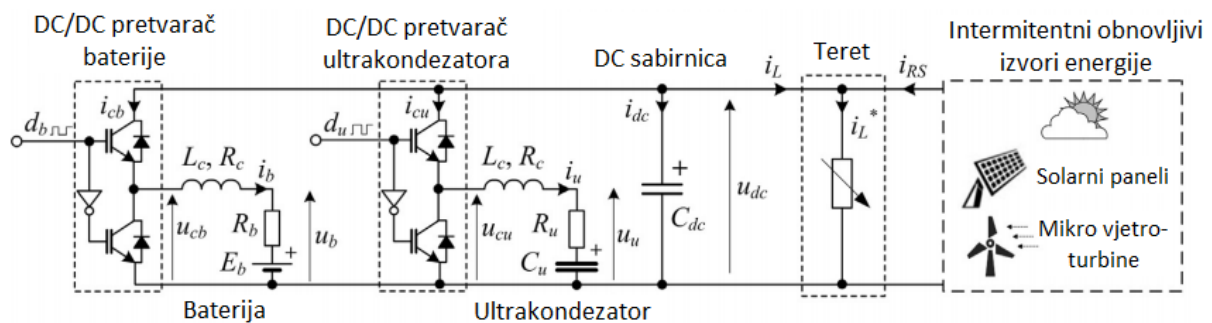 DC/DC pretvarač
baterije
DC/DC pretvarač
ultrakondezatora
DC sabirnica
Teret
Intermitentni obnovljivi
izvori energije
i_L
i_RS
i_cb
i_cu
i_dc
i_L*
d_b
d_u
L_c, R_c
i_b
L_c, R_c
i_u
+
C_dc
u_dc
Solarni paneli
u_cb
R_b
u_b
u_cu
R_u
u_u
E_b
+
C_u
+
Mikro vjetro-
turbine
Baterija
Ultrakondezator